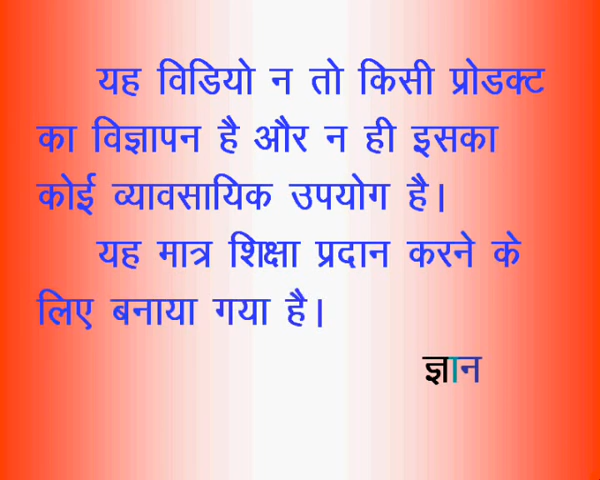 यह विडियो न तो किसी प्रोडक्ट
का विज्ञापन है और न ही इसका
कोई व्यावसायिक उपयोग है।
यह मात्र शिक्षा प्रदान करने के
लिए बनाया गया है।
ज्ञान